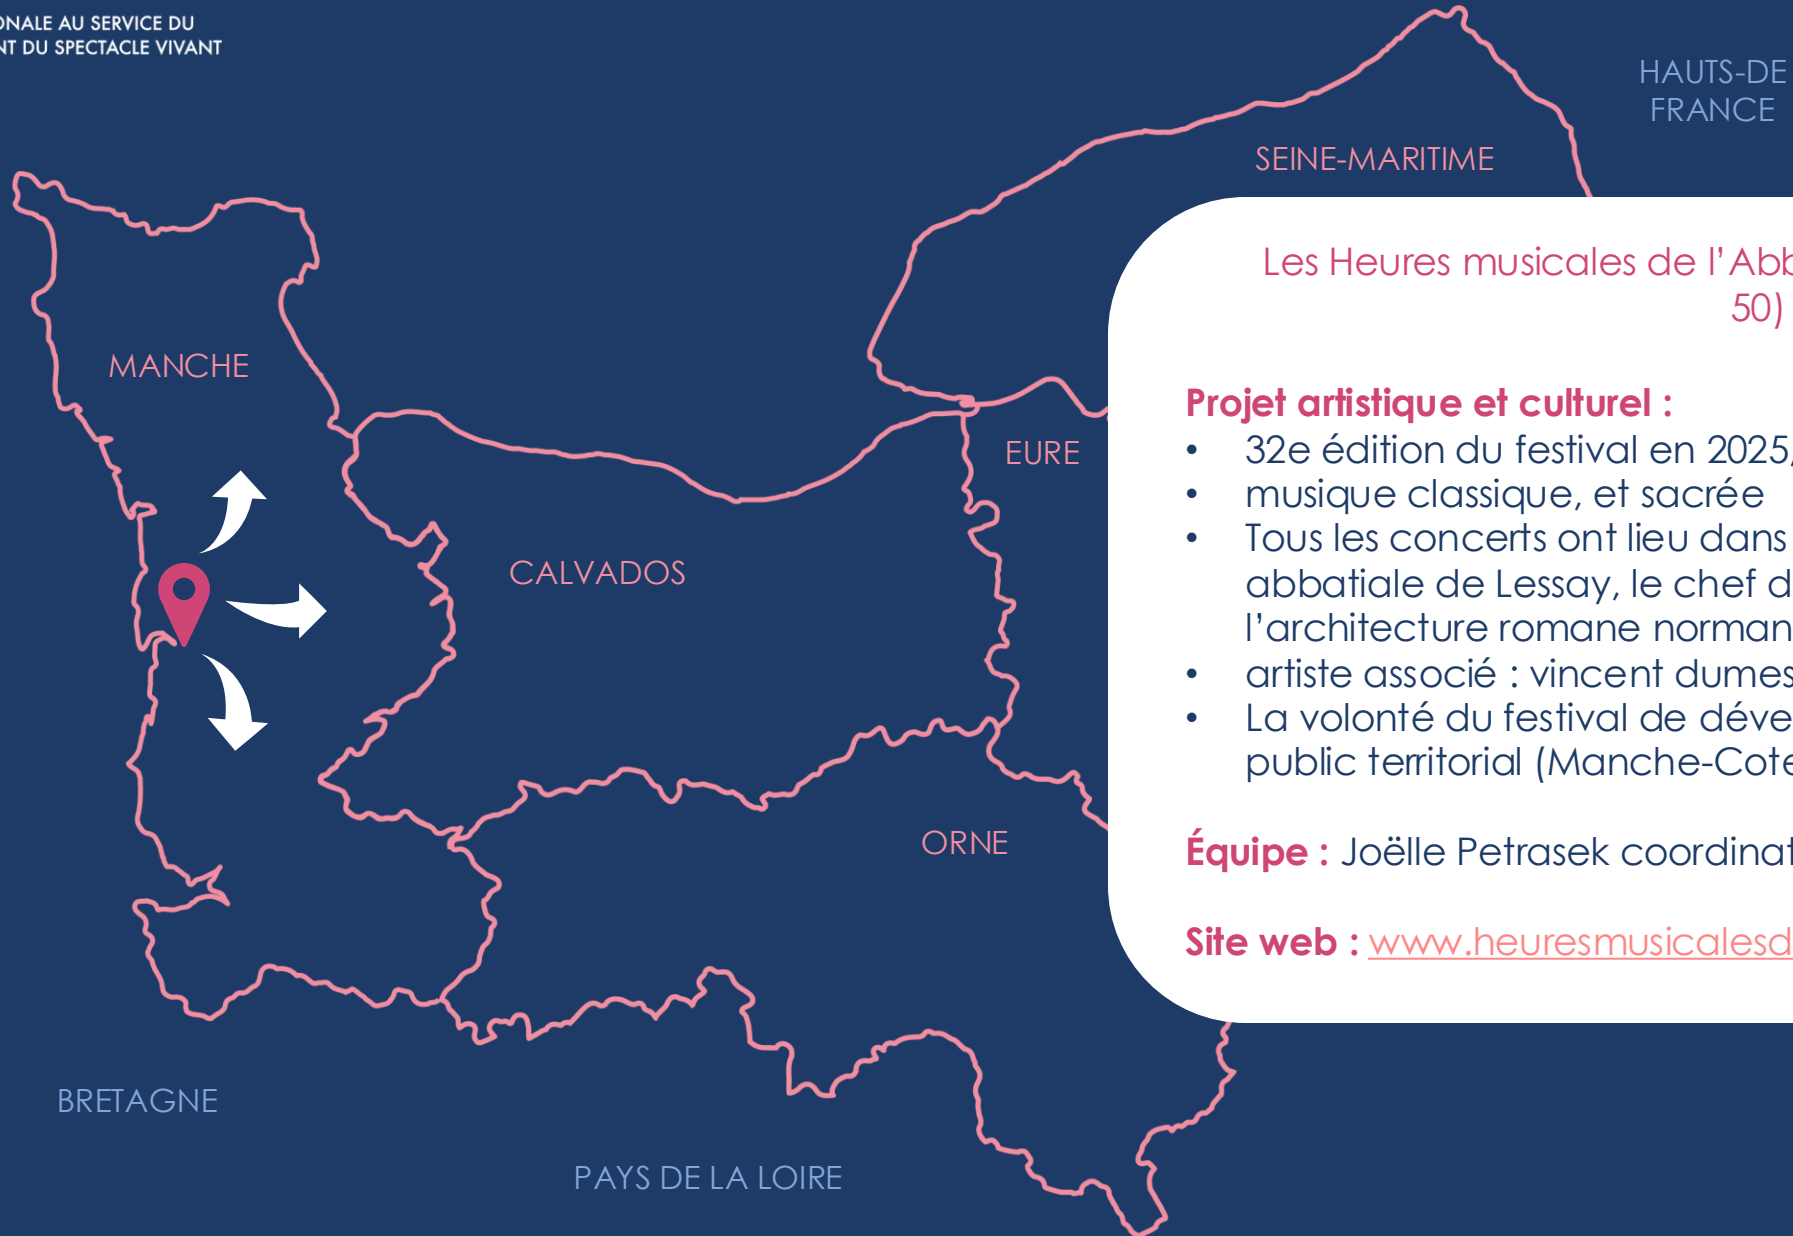 NT DU SPECTACLE VIVANT
AU SERVICE DU
HAUTS-DE
FRANCE
SEINE-MARITIME
MANCHE
EURE
CALVADOS
ORNE
BRETAGNE
PAYS DE LA LOIRE
Les Heures musicales de l’Abb
50)
Projet artistique et culturel :
• 32e édition du festival en 2025,
• musique classique, et sacrée
• Tous les concerts ont lieu dans
abbatiale de Lessay, le chef d
l’architecture romane norman
• artiste associé : vincent dumes
• La volonté du festival de déve
public territorial (Manche-Cote
Équipe : Joëlle Petrasek coordinat
Site web : www.heuresmusicalesd